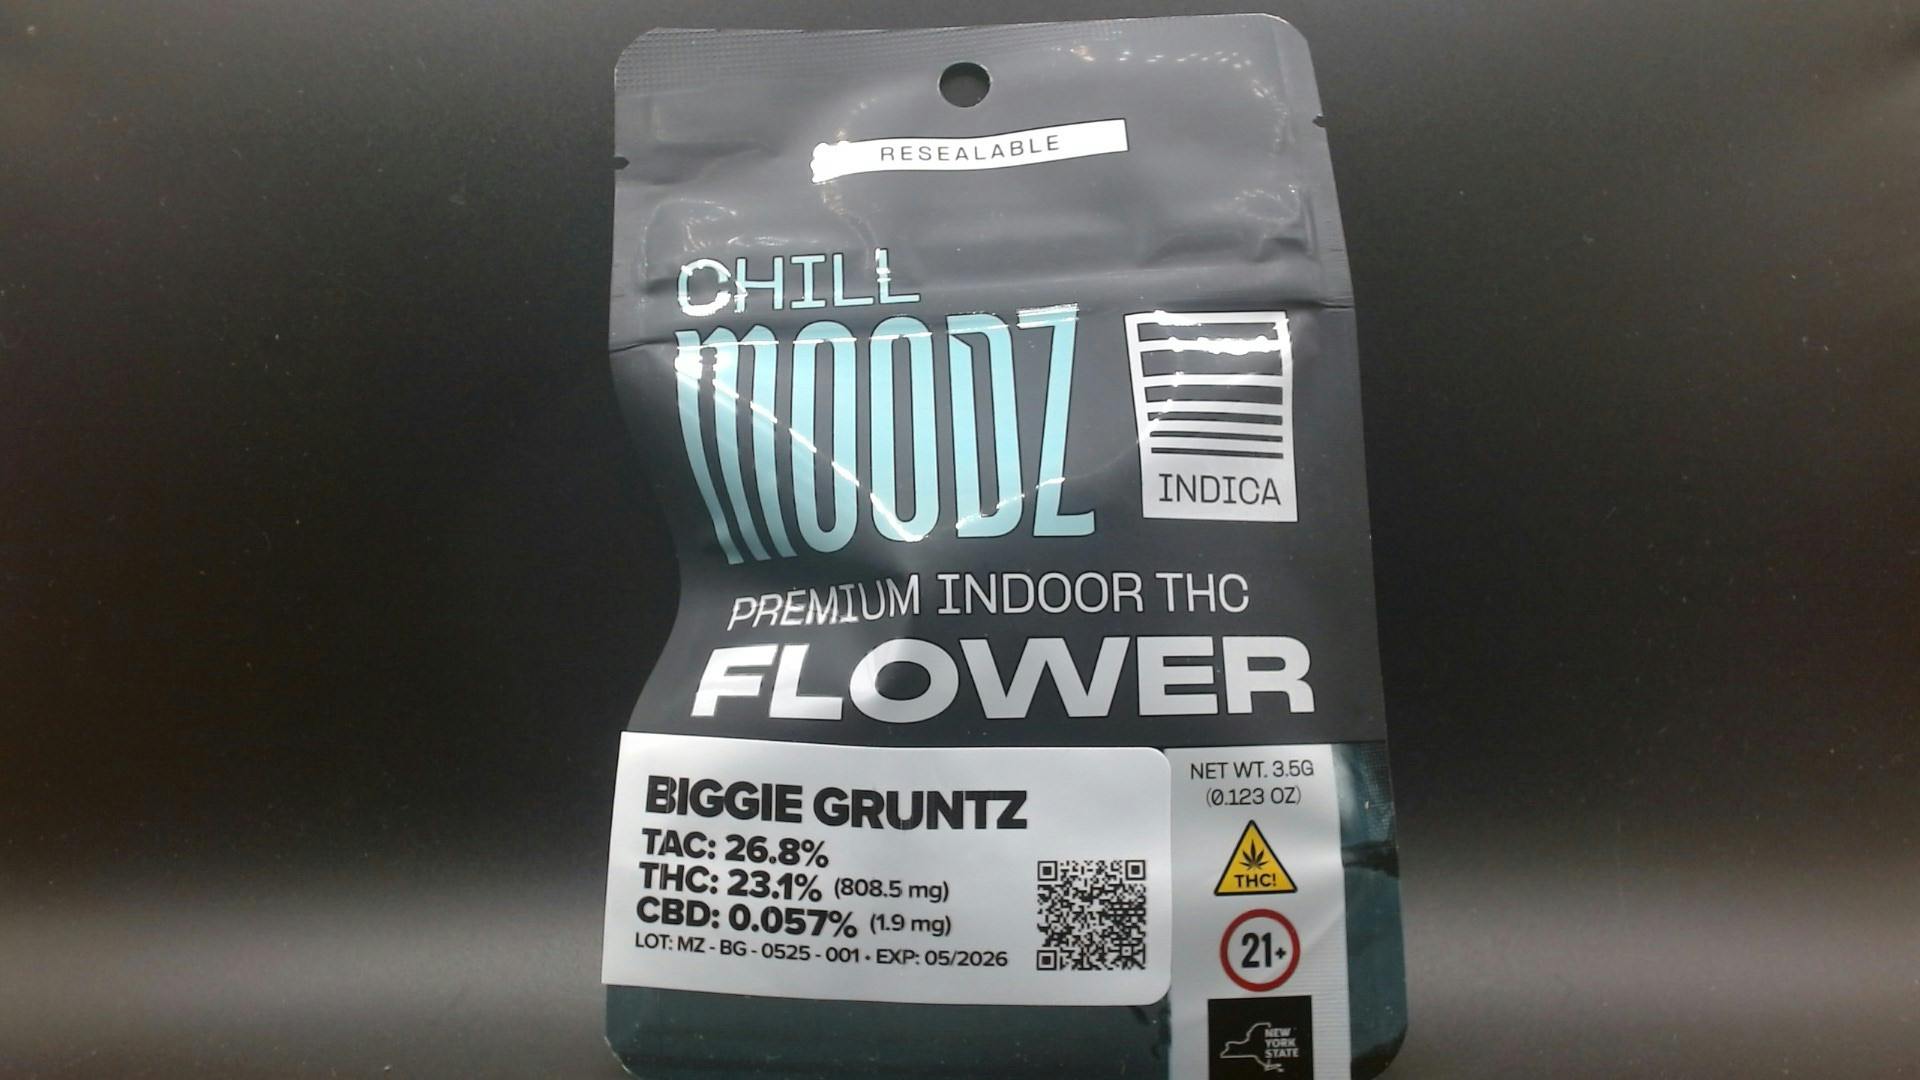 RESEALABLE
CHILL
MOODZ
INDICA
PREMIUM INDOOR THC
FLOWER
BIGGIE GRUNTZ
TAC: 26.8%
THC: 23.1% (808.5 mg)
CBD: 0.057% (1.9 mg)
LOT: MZ - BG - 0525 - 001 • EXP: 05/2026
NET WT. 3.5G
(0.123 OZ)
THC!
21+
NEW
YORK
STATE